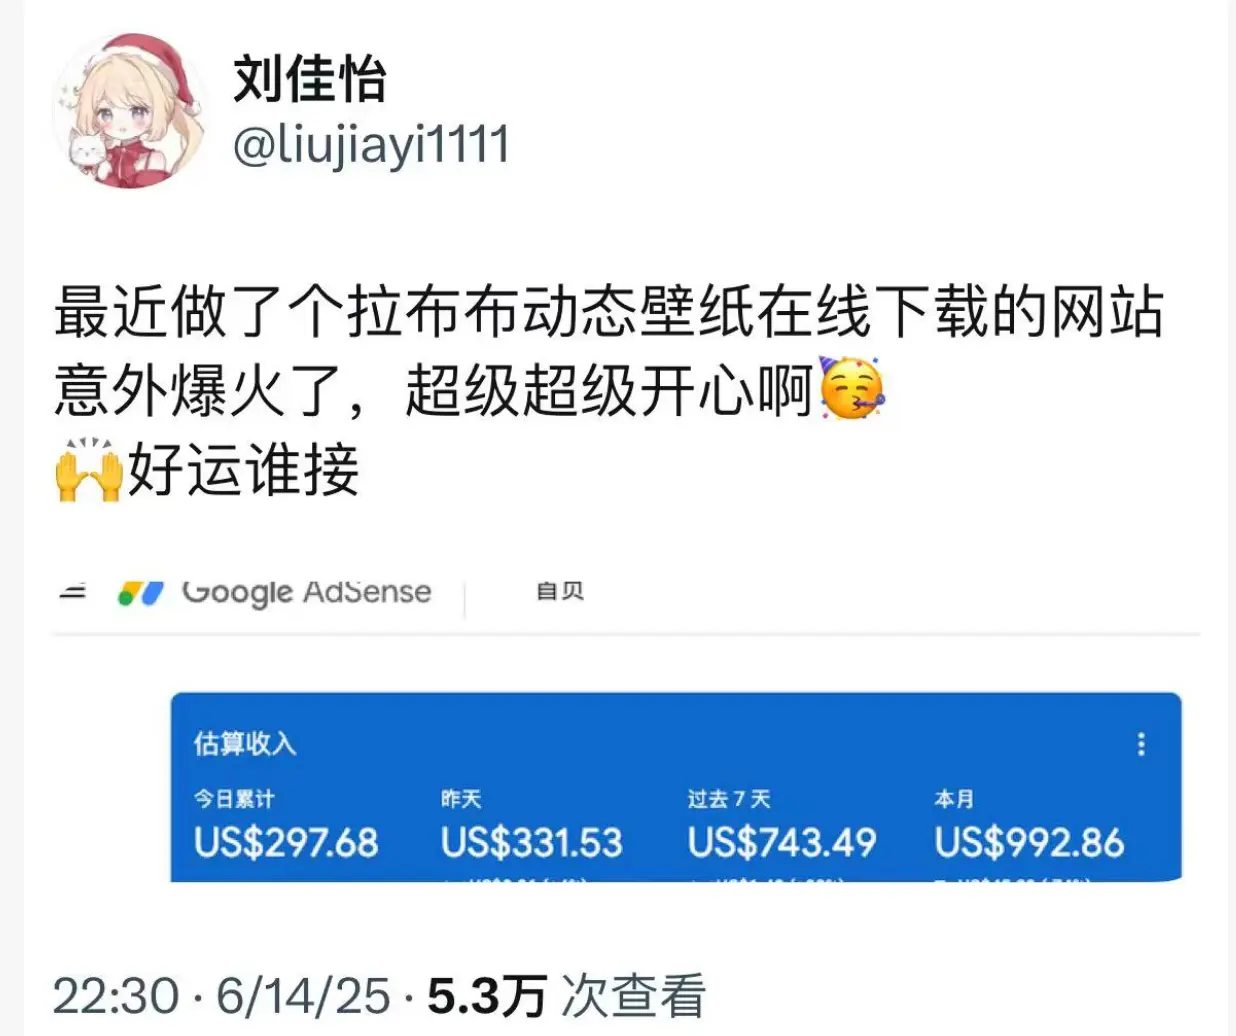 刘佳怡
@liujiayi1111
最近做了个拉布布动态壁纸在线下载的网站
意外爆火了，超级超级开心啊🥳
🙌好运谁接
Google AdSense
估算收入
今日累计 昨天 过去 7 天 本月
US$297.68 US$331.53 US$743.49 US$992.86
22:30 · 6/14/25 · 5.3万 次查看